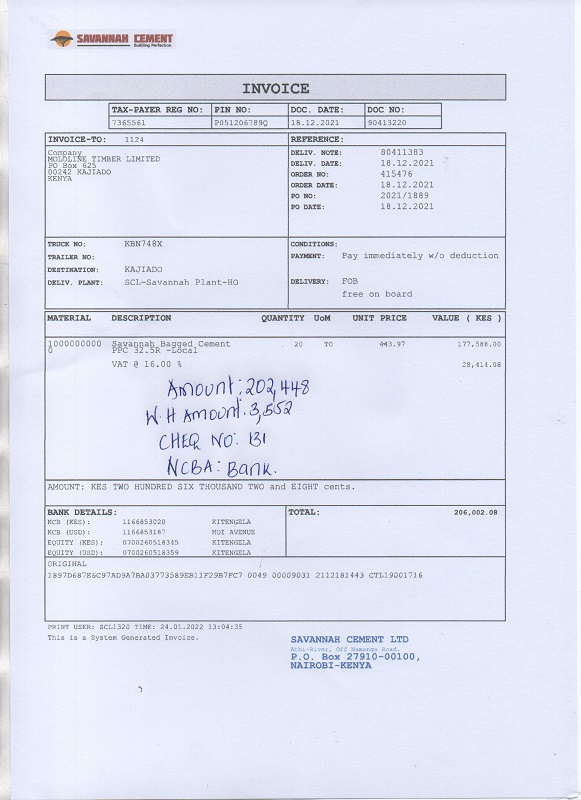 SAVANNAH CEMENT
Building Perfection
INVOICE
TAX-PAYER REG NO: PIN NO: DOC. DATE: DOC NO:
7365561 P051206789Q 18.12.2021 90413220
INVOICE-TO: 1124
Company
MOLOLINE TIMBER LIMITED
PO Box 625
00242 KAJIADO
KENYA
REFERENCE:
DELIV. NOTE: 80411383
DELIV. DATE: 18.12.2021
ORDER NO: 415476
ORDER DATE: 18.12.2021
PO NO: 2021/1889
PO DATE: 18.12.2021
TRUCK NO: KBN748X
TRAILER NO:
DESTINATION: KAJIADO
DELIV. PLANT: SCL-Savannah Plant-HO
CONDITIONS:
PAYMENT: Pay immediately w/o deduction
DELIVERY: FOB
free on board
MATERIAL DESCRIPTION QUANTITY UoM UNIT PRICE VALUE ( KES )
1000000000 Savannah Bagged Cement 20 TO 443.97 177,588.00
0 PPC 32.5R -Local
VAT @ 16.00 % 28,414.08
Amount: 202,448
W.H Amount: 3,552
CHEQ NO: 131
NCBA: Bank.
AMOUNT: KES TWO HUNDRED SIX THOUSAND TWO and EIGHT cents.
BANK DETAILS:
KCB (KES): 1166853020 KITENGELA
KCB (USD): 1166853187 MOI AVENUE
EQUITY (KES): 0700260518345 KITENGELA
EQUITY (USD): 0700260518359 KITENGELA
TOTAL: 206,002.08
ORIGINAL
1897D687E6C97AD9A7BA03773589EB11F29B7FC7 0049 00009031 2112181443 CTL19001716
PRINT USER: SCL1320 TIME: 24.01.2022 13:04:35
This is a System Generated Invoice.
SAVANNAH CEMENT LTD
Athi-River, Off Namanga Road.
P.O. Box 27910-00100,
NAIROBI-KENYA